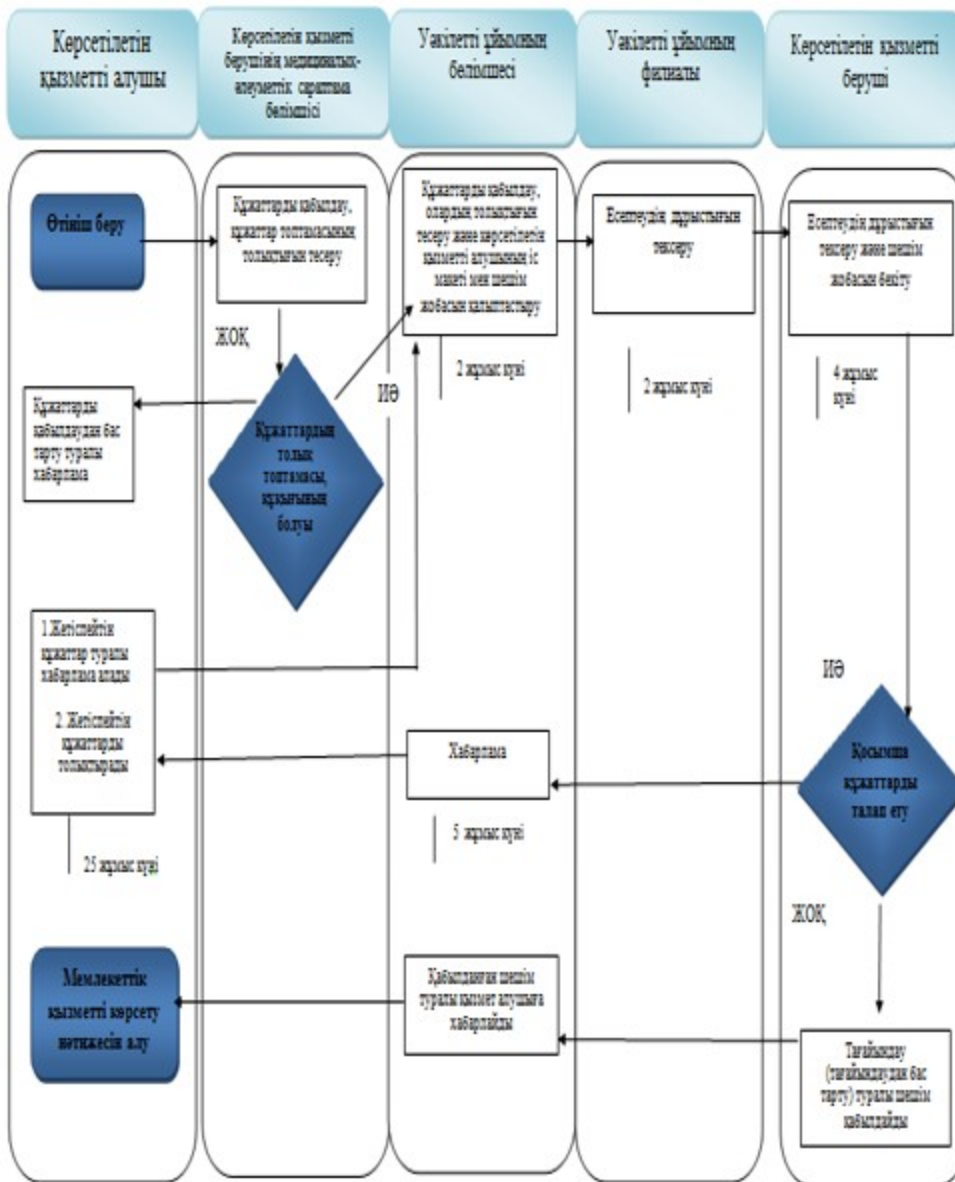 Көрсетілетін
қызметті алушы
Көрсетілетін қызметті
берушінің медициналық-
әлеуметтік сараптама
бөлімшісі
Уәкілетті ұйымның
бөлімшесі
Уәкілетті ұйымның
филиалы
Көрсетілетін қызметті
беруші
Өтініш беру
Құжаттарды қабылдау,
құжаттар топтамасының
толықтығын тесеру
Құжаттарды қабылдау,
олардың толықтығын
тесеру және көрсетілетін
қызметті алушының іс
макеті мен шешім
жобасын қалыптастыру
Есептеудің дұрыстығын
тексеру
Есептеудің дұрыстығын
тексеру және шешім
жобасын бекіту
ЖОҚ
ИӘ
2 жұмыс күні
2 жұмыс күні
4 жұмыс
күні
Құжаттарды
қабылдаудан бас
тарту туралы
хабарлама
Құжаттардың
толық
топтамасы,
құқығының
болуы
1.Жетіспейтін
құжаттар туралы
хабарлама алады
2. Жетіспейтін
құжаттарды
толықтырады
25 жұмыс күні
Хабарлама
5 жұмыс күні
ИӘ
Қосымша
құжаттарды
талап ету
ЖОҚ
Мемлекеттік
қызметті көрсету
нәтижесін алу
Қабылданған шешім
туралы қызмет алушыға
хабарлайды
Тағайындау
(тағайындаудан бас
тарту) туралы шешім
қабылдайды